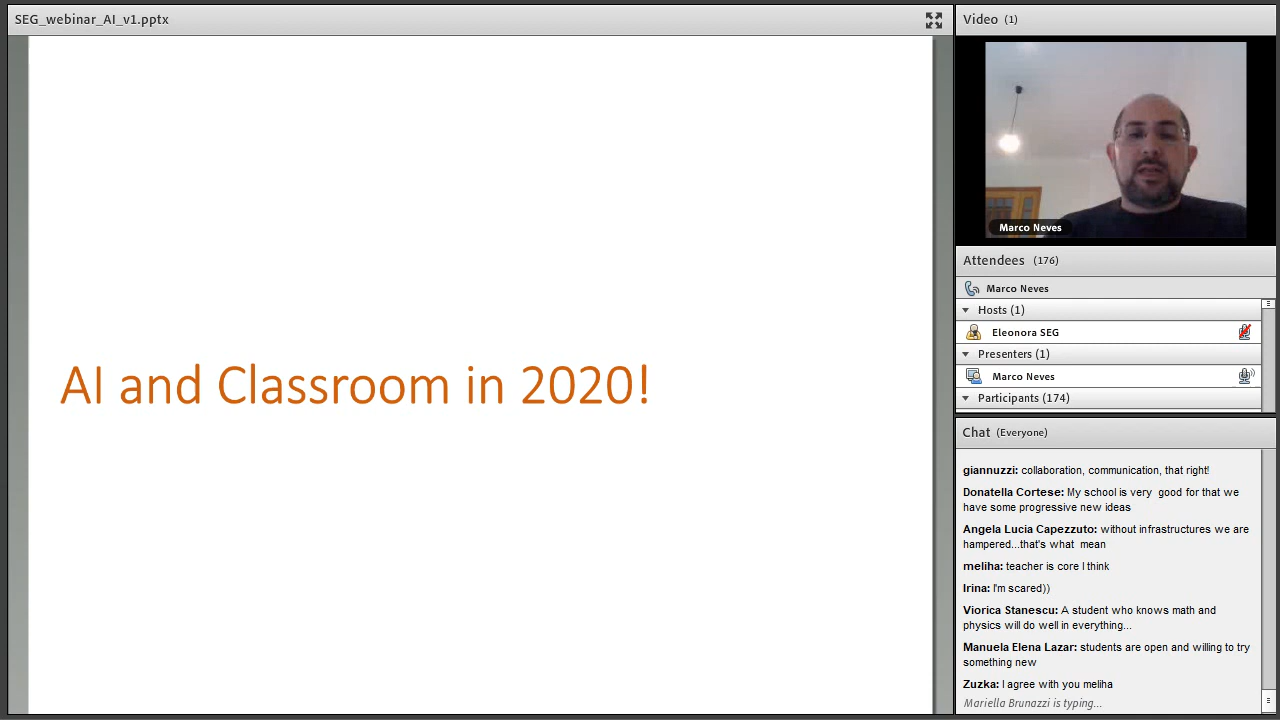 SEG_webinar_AI_v1.pptx
AI and Classroom in 2020!
Video (1)
Marco Neves
Attendees (176)
Marco Neves
Hosts (1)
Eleonora SEG
Presenters (1)
Marco Neves
Participants (174)
Chat (Everyone)
giannuzzi: collaboration, communication, that right!
Donatella Cortese: My school is very good for that we
have some progressive new ideas
Angela Lucia Capezzuto: without infrastructures we are
hampered...that's what mean
meliha: teacher is core I think
Irina: I'm scared))
Viorica Stanescu: A student who knows math and
physics will do well in everything...
Manuela Elena Lazar: students are open and willing to try
something new
Zuzka: I agree with you meliha
Mariella Brunazzi is typing...